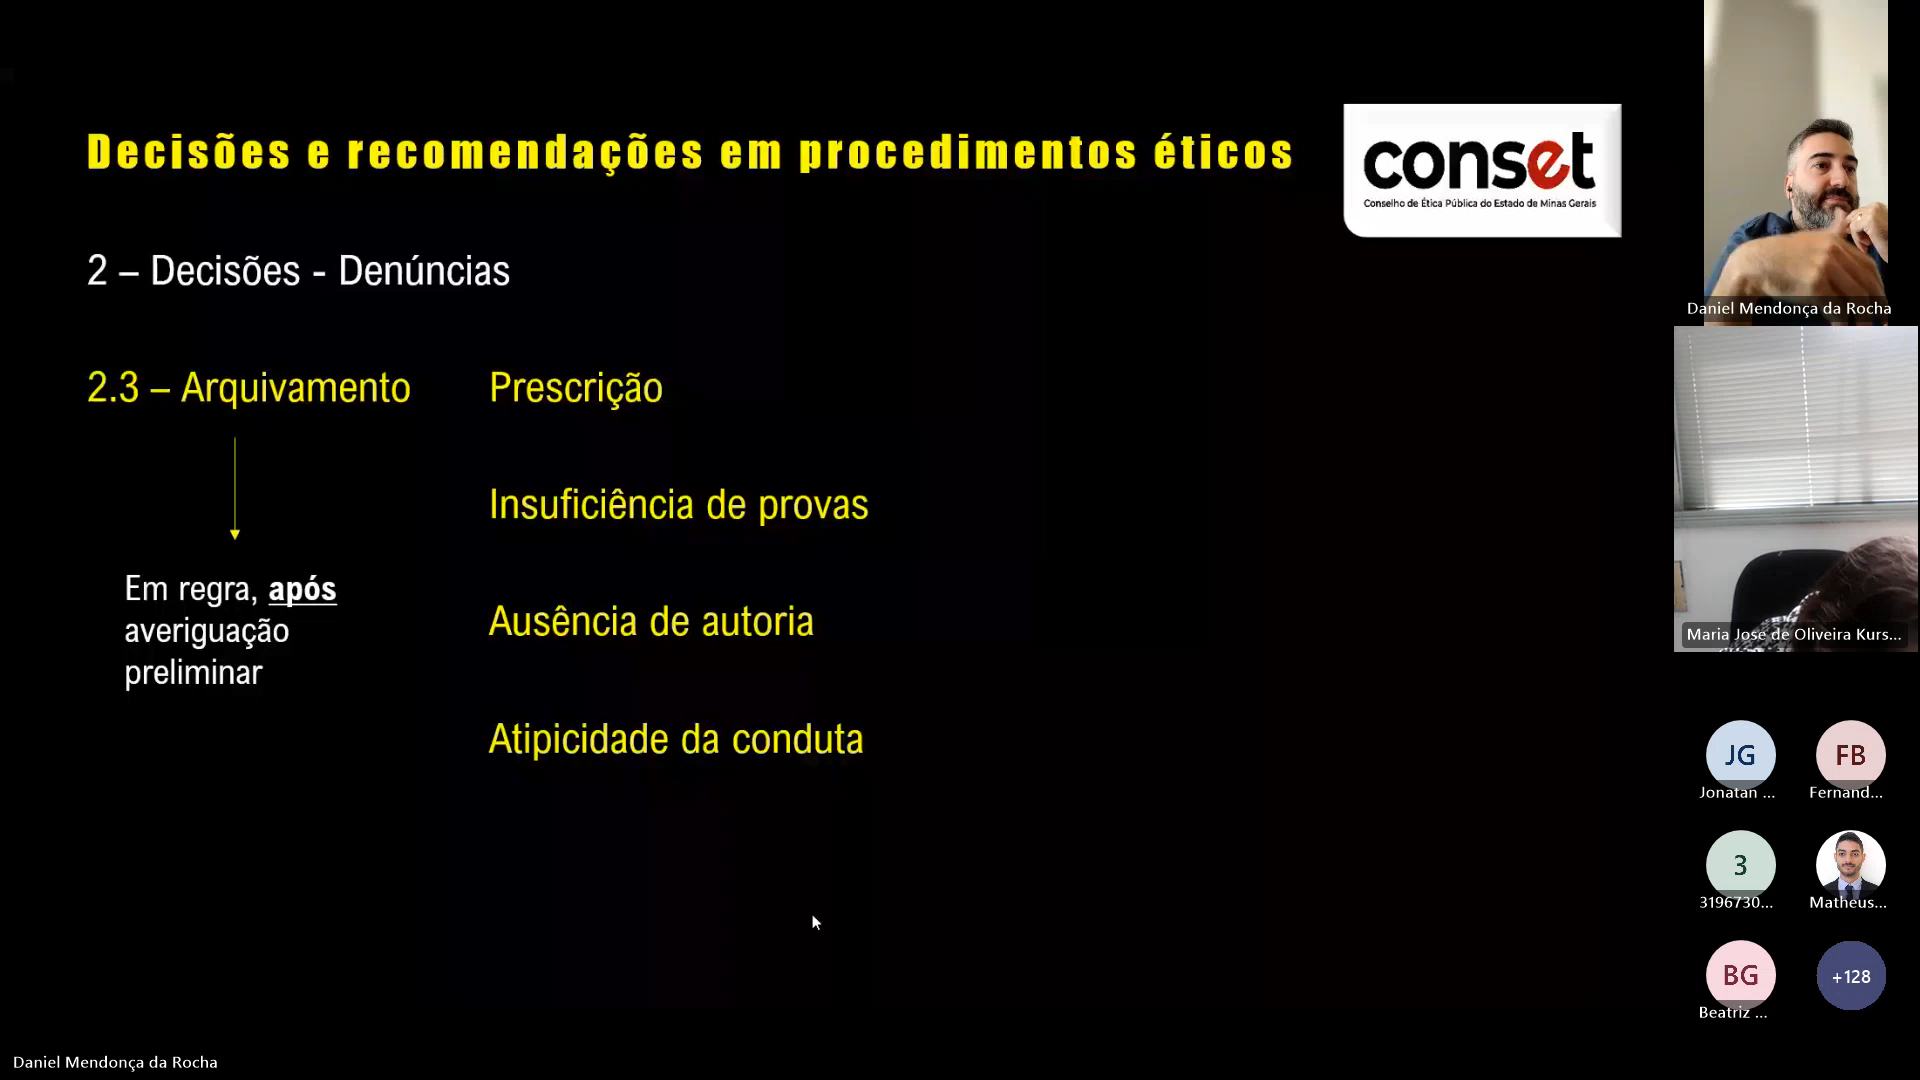 Decisões e recomendações em procedimentos éticos
conset
Conselho de Ética Pública do Estado de Minas Gerais
2 – Decisões - Denúncias
2.3 – Arquivamento
Prescrição
Insuficiência de provas
Ausência de autoria
Atipicidade da conduta
Em regra, após
averiguação
preliminar
Daniel Mendonça da Rocha
Maria José de Oliveira Kurs...
JG
Jonatan ...
FB
Fernand...
3
3196730...
Matheus...
BG
Beatriz ...
+128
Daniel Mendonça da Rocha